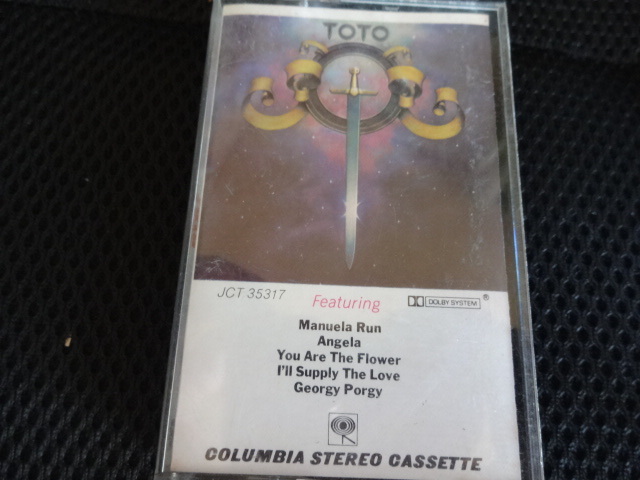 TOTO
JCT 35317
Featuring
DOLBY SYSTEM ®
Manuela Run
Angela
You Are The Flower
I'll Supply The Love
Georgy Porgy
COLUMBIA STEREO CASSETTE